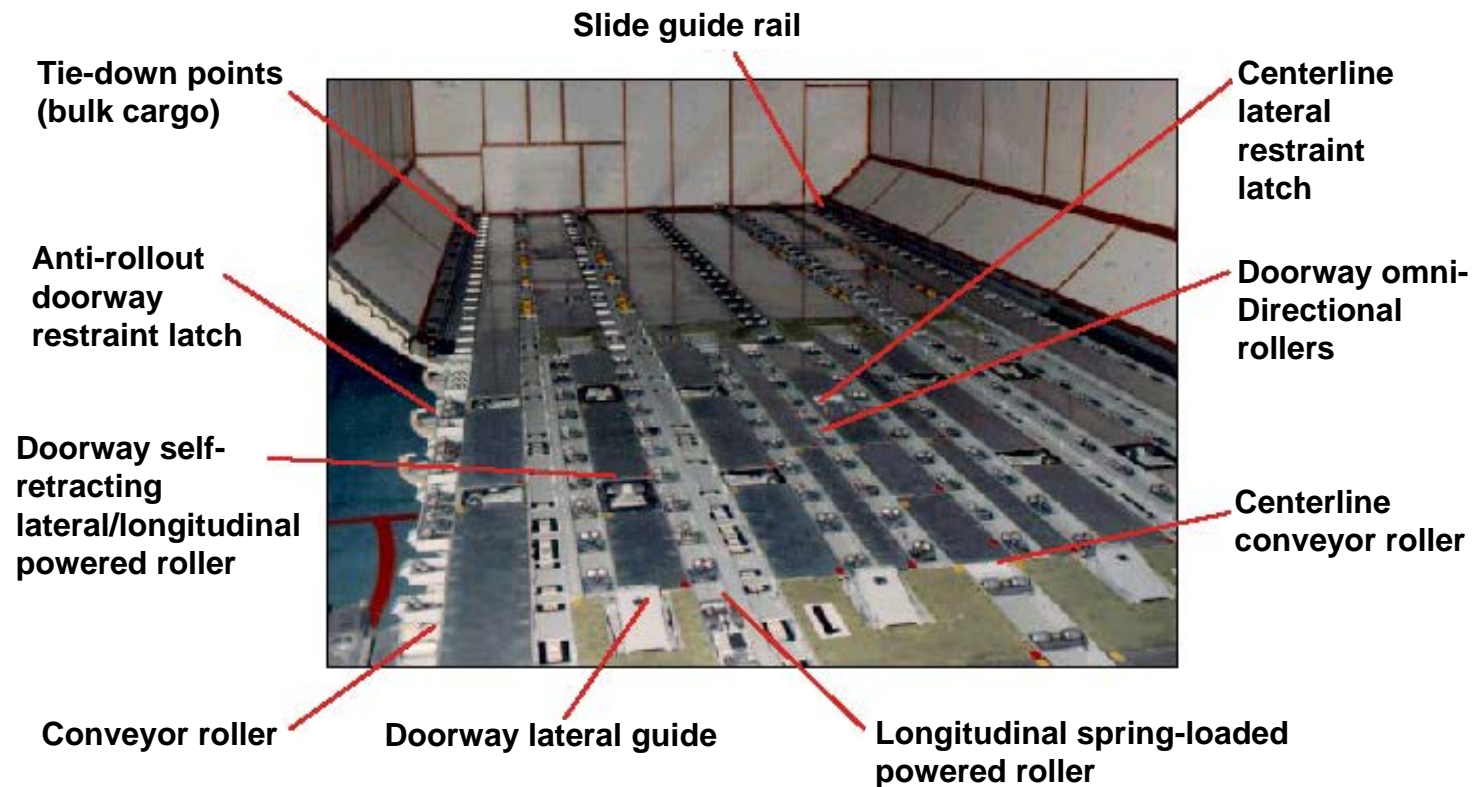 Slide guide rail
Tie-down points
(bulk cargo)
Centerline
lateral
restraint
latch
Anti-rollout
doorway
restraint latch
Doorway omni-
Directional
rollers
Doorway self-
retracting
lateral/longitudinal
powered roller
Centerline
conveyor roller
Conveyor roller
Doorway lateral guide
Longitudinal spring-loaded
powered roller